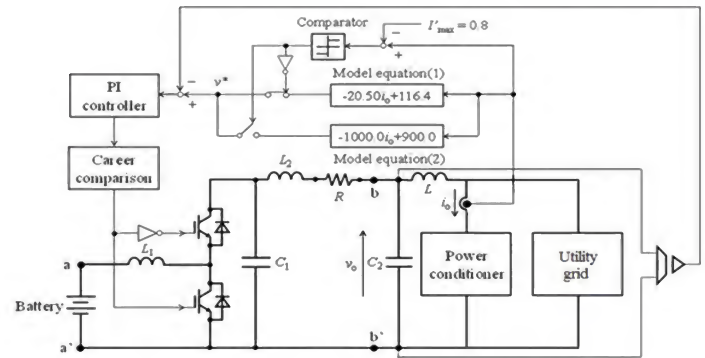 Comparator
I'max = 0.8
−
+
Model equation(1)
-20.50io+116.4
v*
−
+
PI
controller
-1000.0io+900.0
Model equation(2)
Career
comparison
L2
R
b
L
io
L1
a
C1
vo
C2
Power
conditioner
Utility
grid
Battery
a`
b`